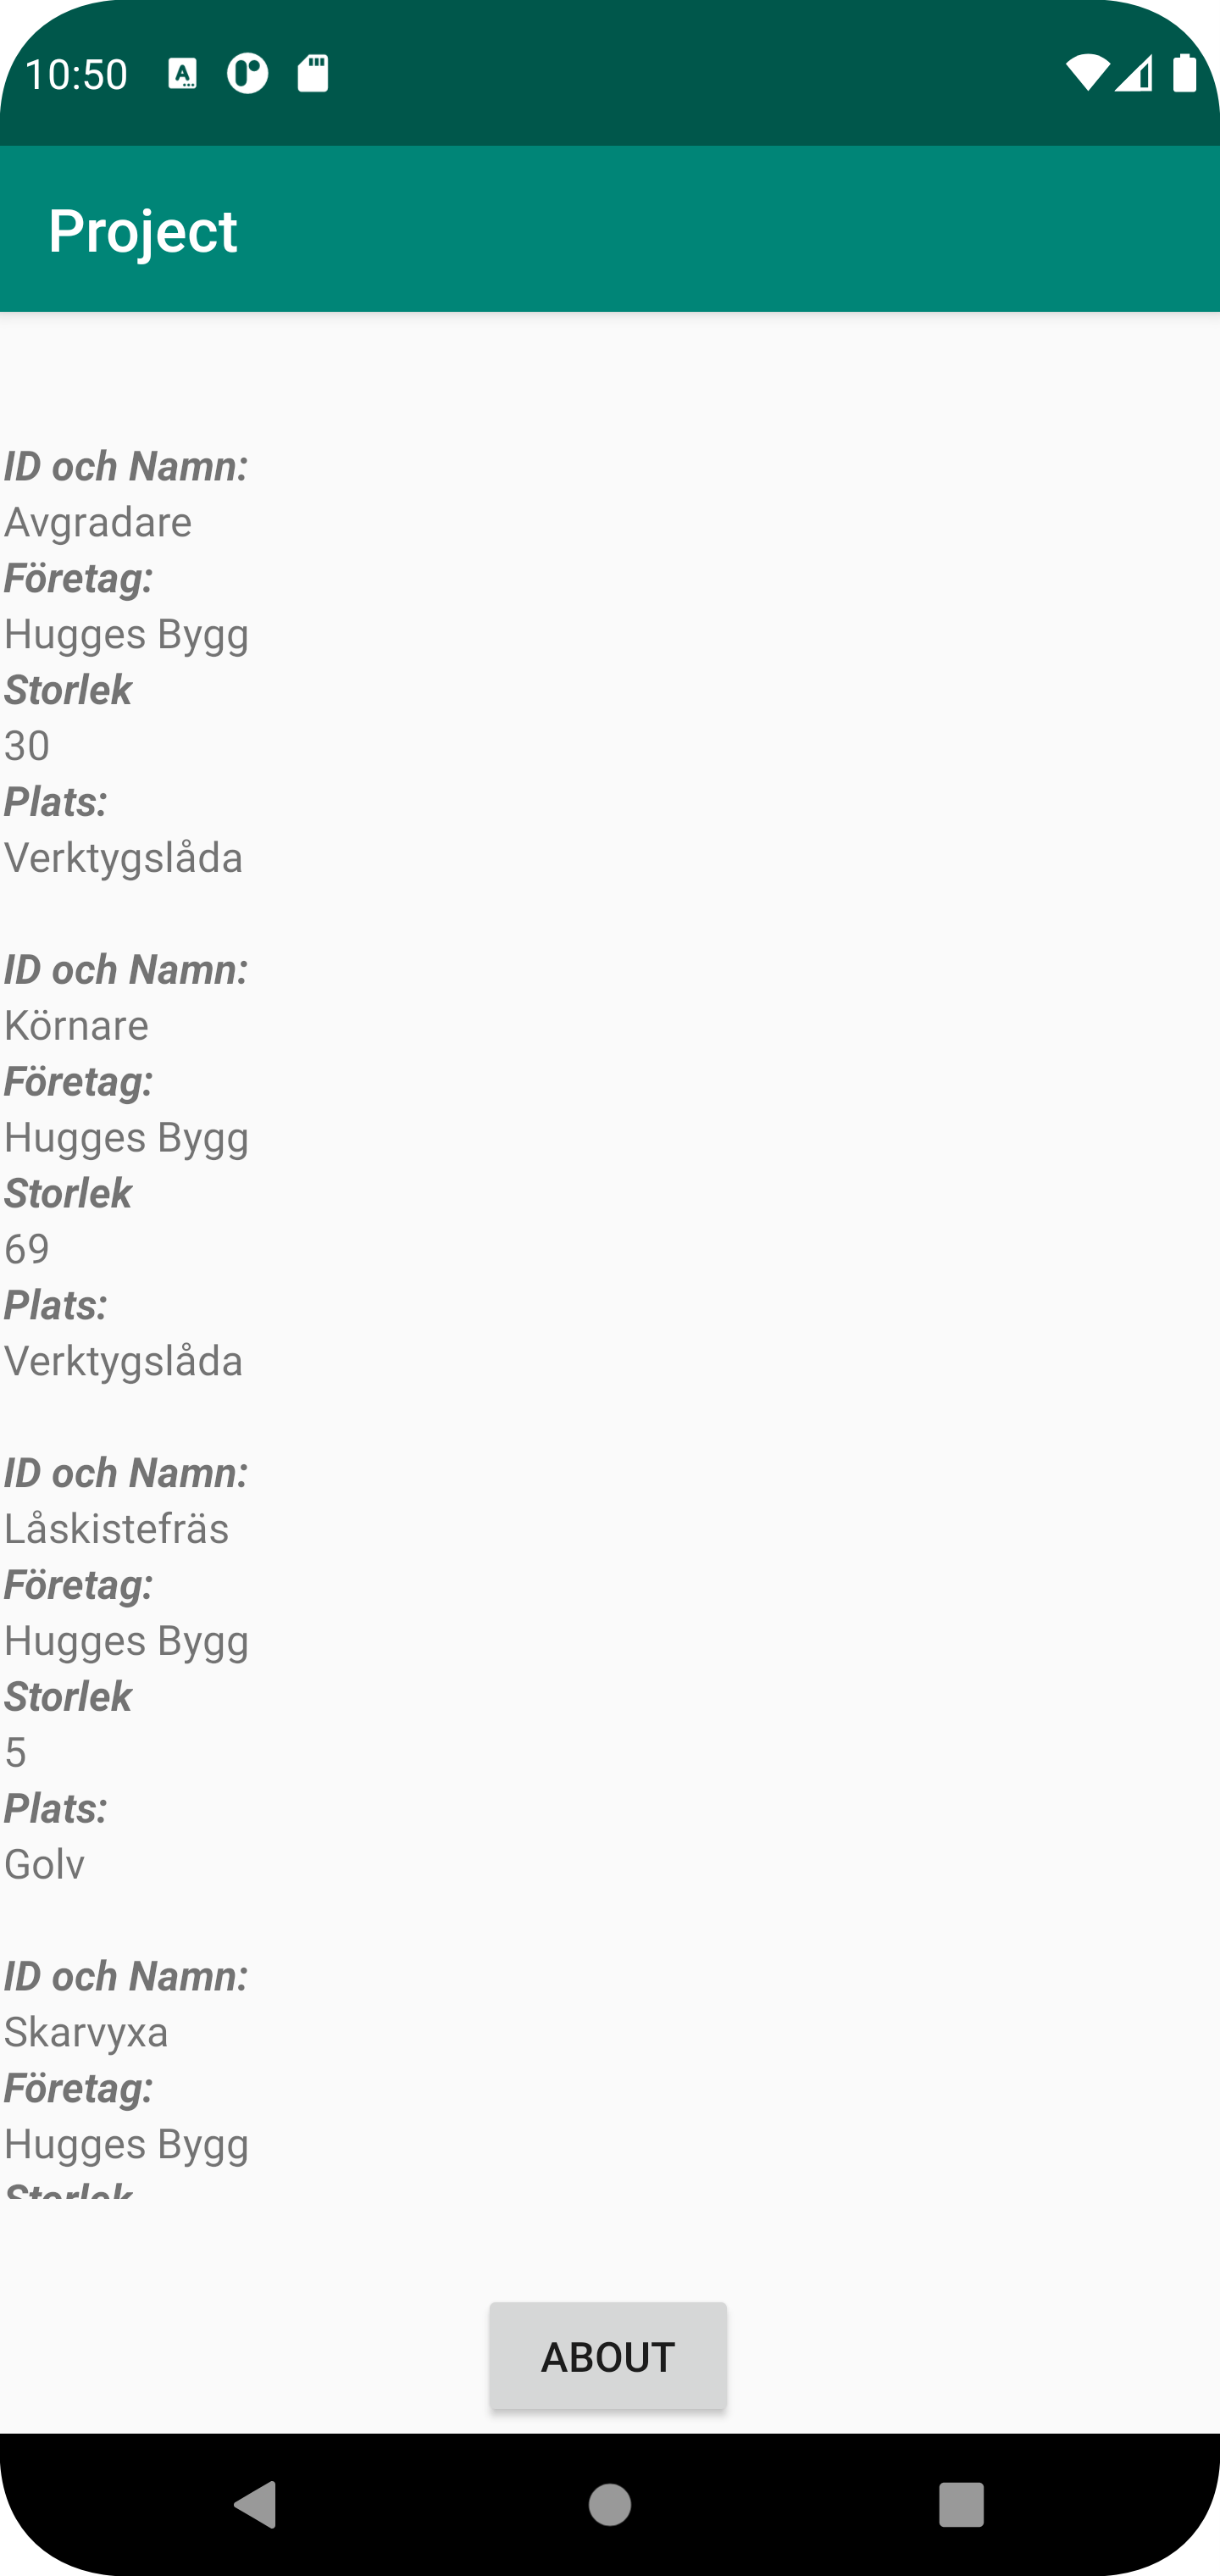 10:50
Project
ID och Namn:
Avgradare
Företag:
Hugges Bygg
Storlek
30
Plats:
Verktygslåda
ID och Namn:
Körnare
Företag:
Hugges Bygg
Storlek
69
Plats:
Verktygslåda
ID och Namn:
Låskistefräs
Företag:
Hugges Bygg
Storlek
5
Plats:
Golv
ID och Namn:
Skarvyxa
Företag:
Hugges Bygg
Storlek
ABOUT